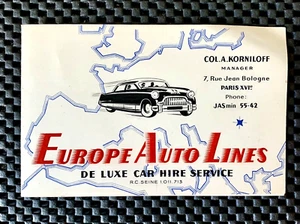 COL. A. KORNILOFF
MANAGER
7, Rue Jean Bologne
PARIS XVIᵉ
Phone:
JASmin 55-42
EUROPE AUTO LINES
DE LUXE CAR HIRE SERVICE
R.C. SEINE 1.011.713